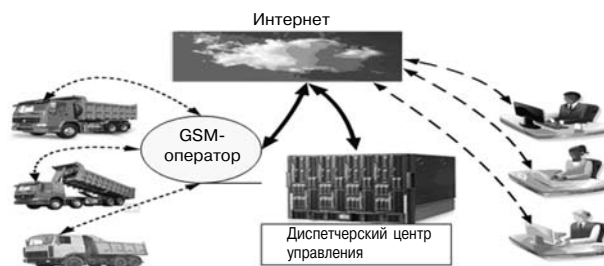 Интернет
GSM-
оператор
Диспетчерский центр
управления